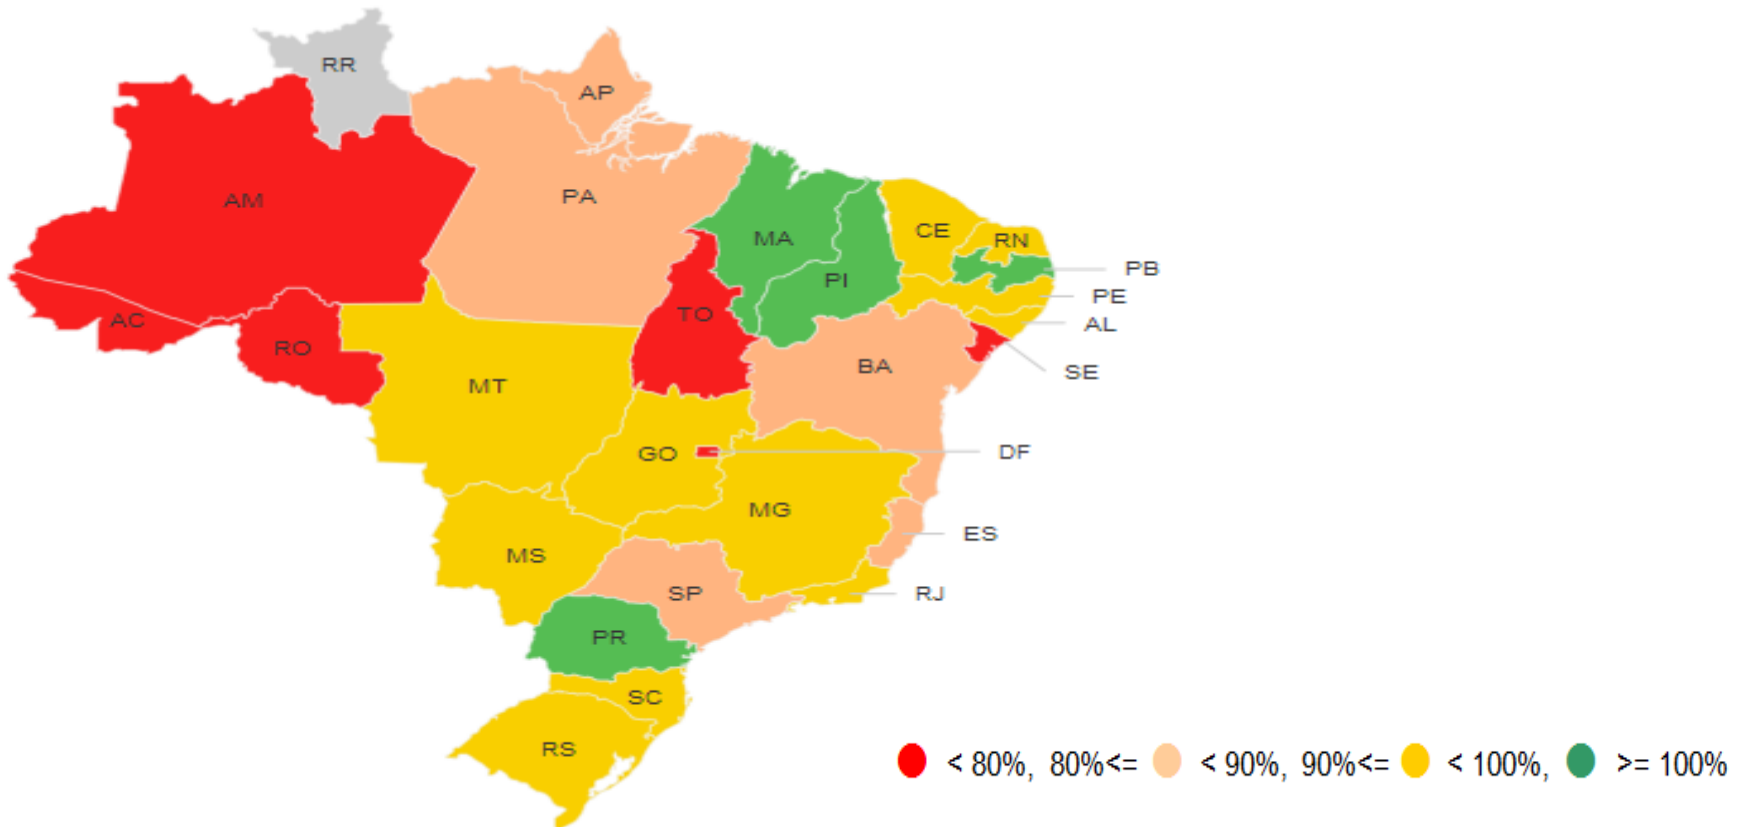 RR
AP
AM
PA
CE
MA
RN
PI
PB
PE
TO
AC
AL
RO
BA
SE
MT
GO
DF
MG
ES
MS
SP
RJ
PR
SC
RS
< 80%, 80%<= < 90%, 90%<= < 100%, >= 100%